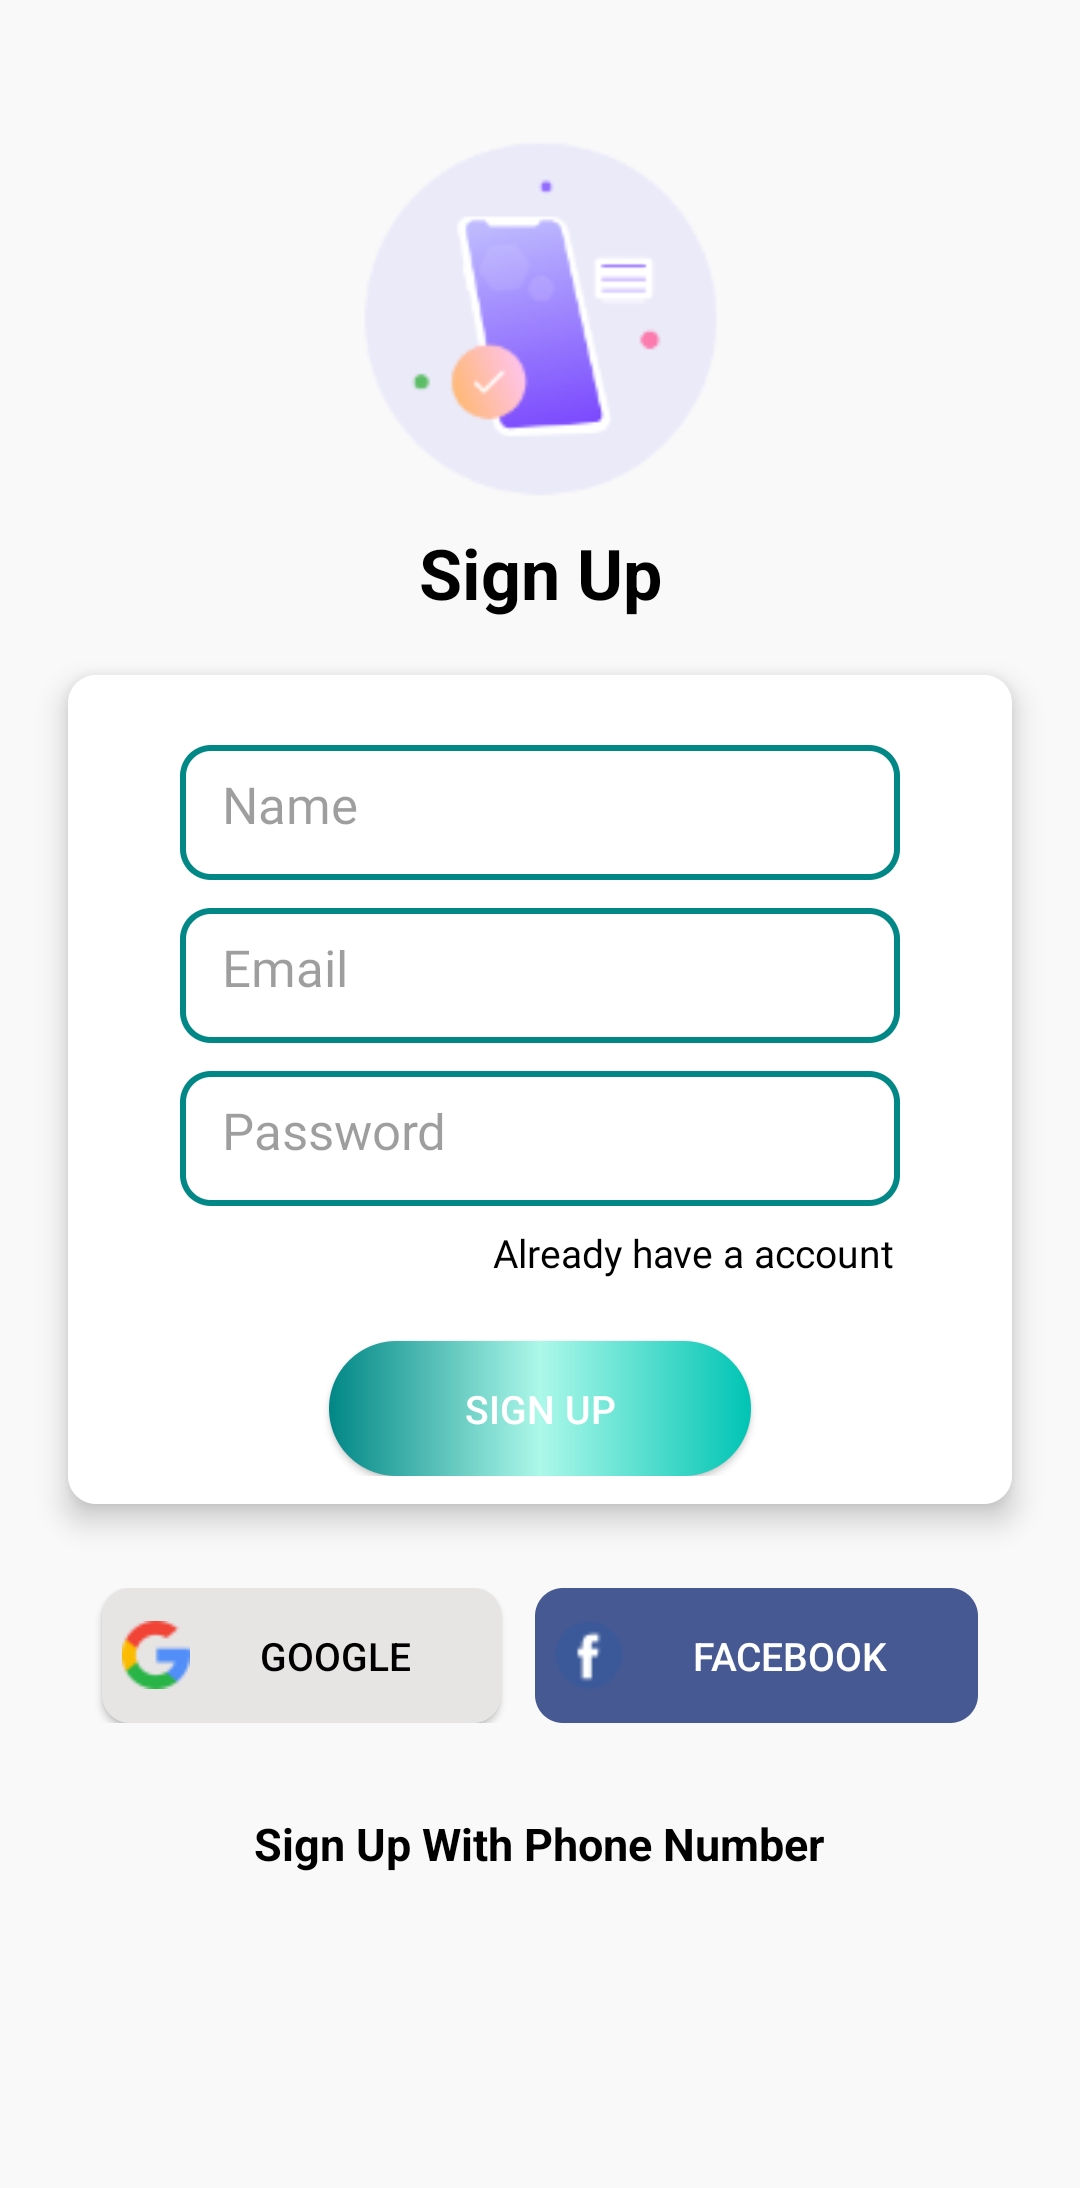 Sign Up
Name
Email
Password
Already have a account
SIGN UP
GOOGLE
FACEBOOK
Sign Up With Phone Number